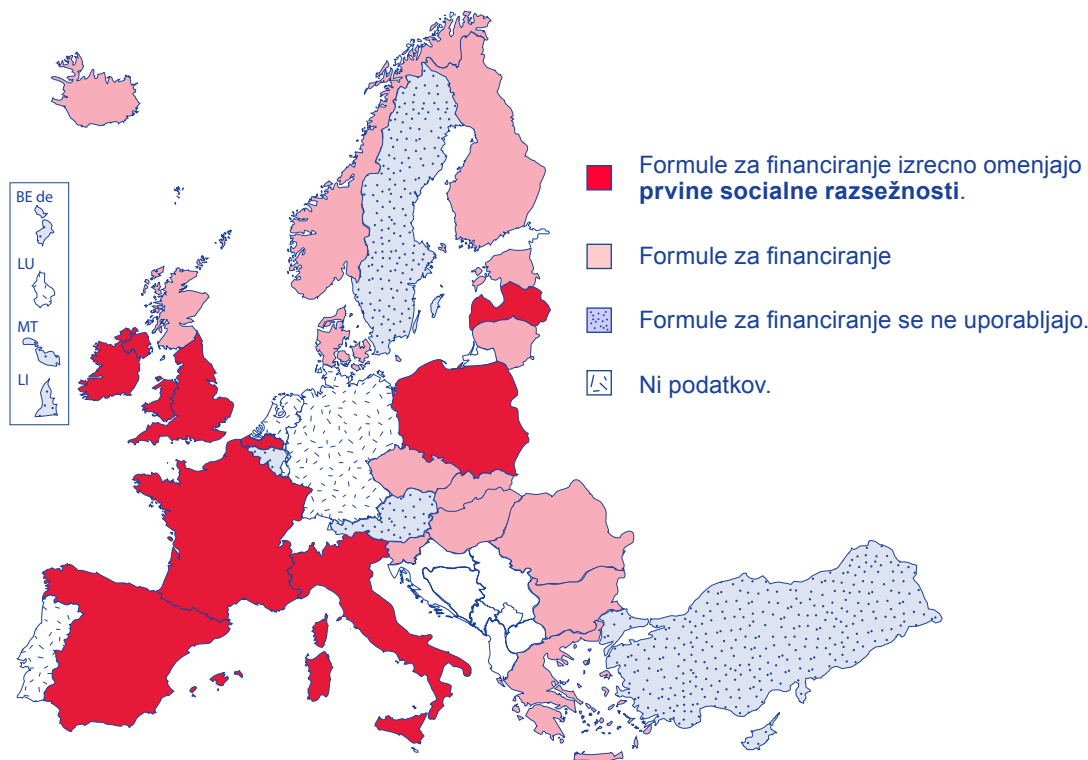 BE de
LU
MT
LI
Formule za financiranje izrecno omenjajo
prvine socialne razsežnosti.
Formule za financiranje
Formule za financiranje se ne uporabljajo.
Ni podatkov.